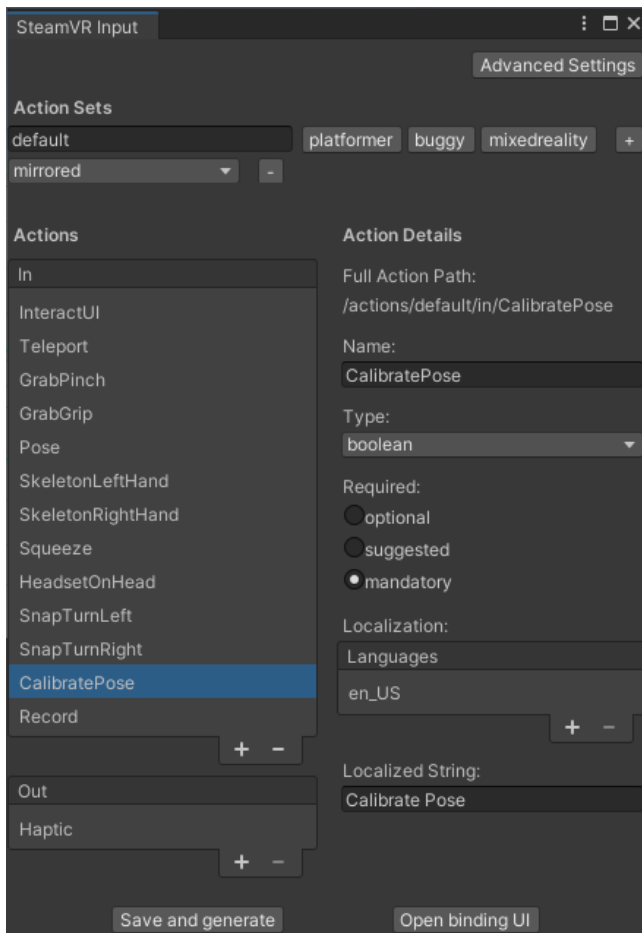 SteamVR Input
Advanced Settings
Action Sets
default platformer buggy mixedreality +
mirrored -
Actions
In
InteractUI
Teleport
GrabPinch
GrabGrip
Pose
SkeletonLeftHand
SkeletonRightHand
Squeeze
HeadsetOnHead
SnapTurnLeft
SnapTurnRight
CalibratePose
Record
+ -
Out
Haptic
+ -
Action Details
Full Action Path:
/actions/default/in/CalibratePose
Name:
CalibratePose
Type:
boolean
Required:
optional
suggested
mandatory
Localization:
Languages
en_US
+ -
Localized String:
Calibrate Pose
Save and generate
Open binding UI